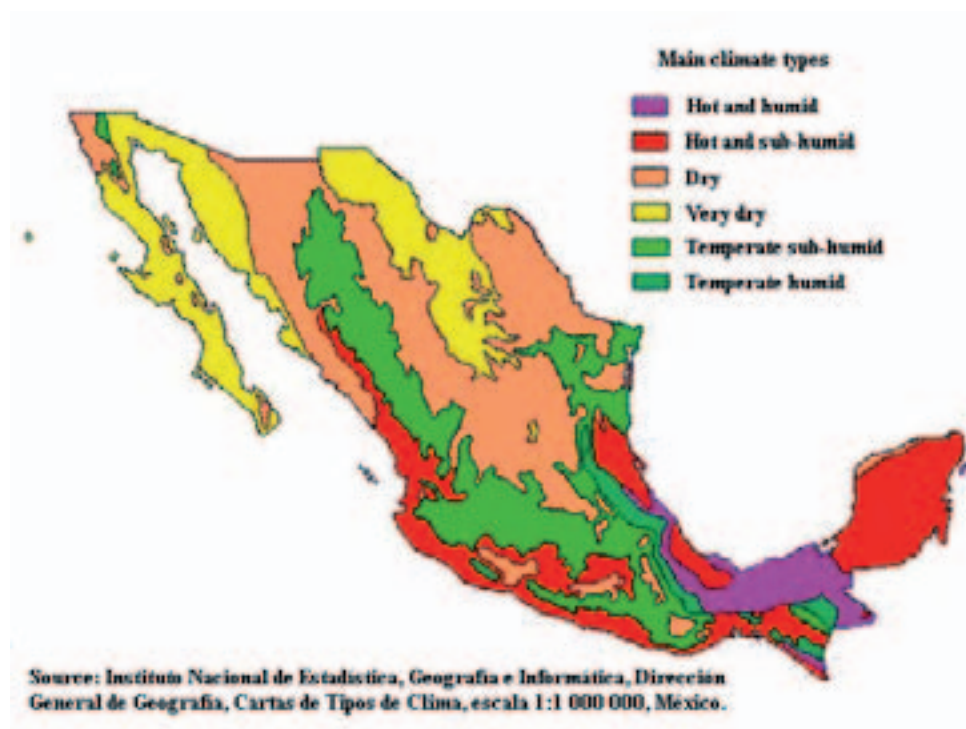 Main climate types
Hot and humid
Hot and sub-humid
Dry
Very dry
Temperate sub-humid
Temperate humid
Source: Instituto Nacional de Estadística, Geografía e Informática, Dirección
General de Geografía, Cartas de Tipos de Clima, escala 1:1 000 000, México.